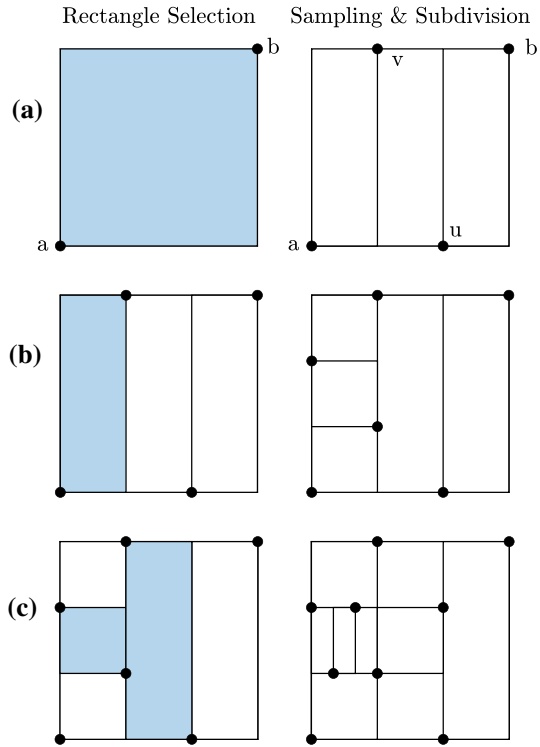 Rectangle Selection
Sampling & Subdivision
(a)
b
a
v
b
u
a
(b)
(c)